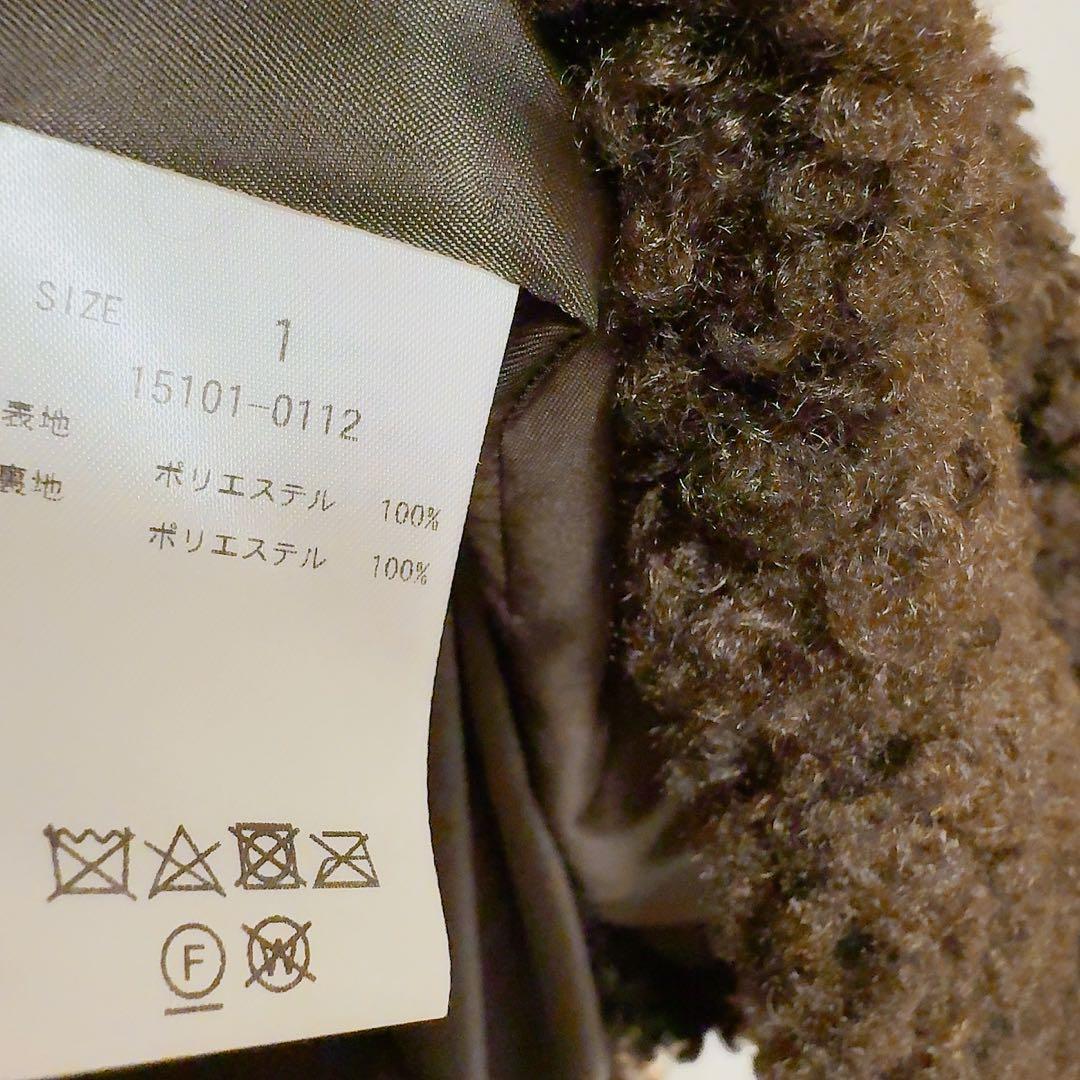 SIZE 1
15101-0112
表地 ポリエステル 100%
裏地 ポリエステル 100%
F
W